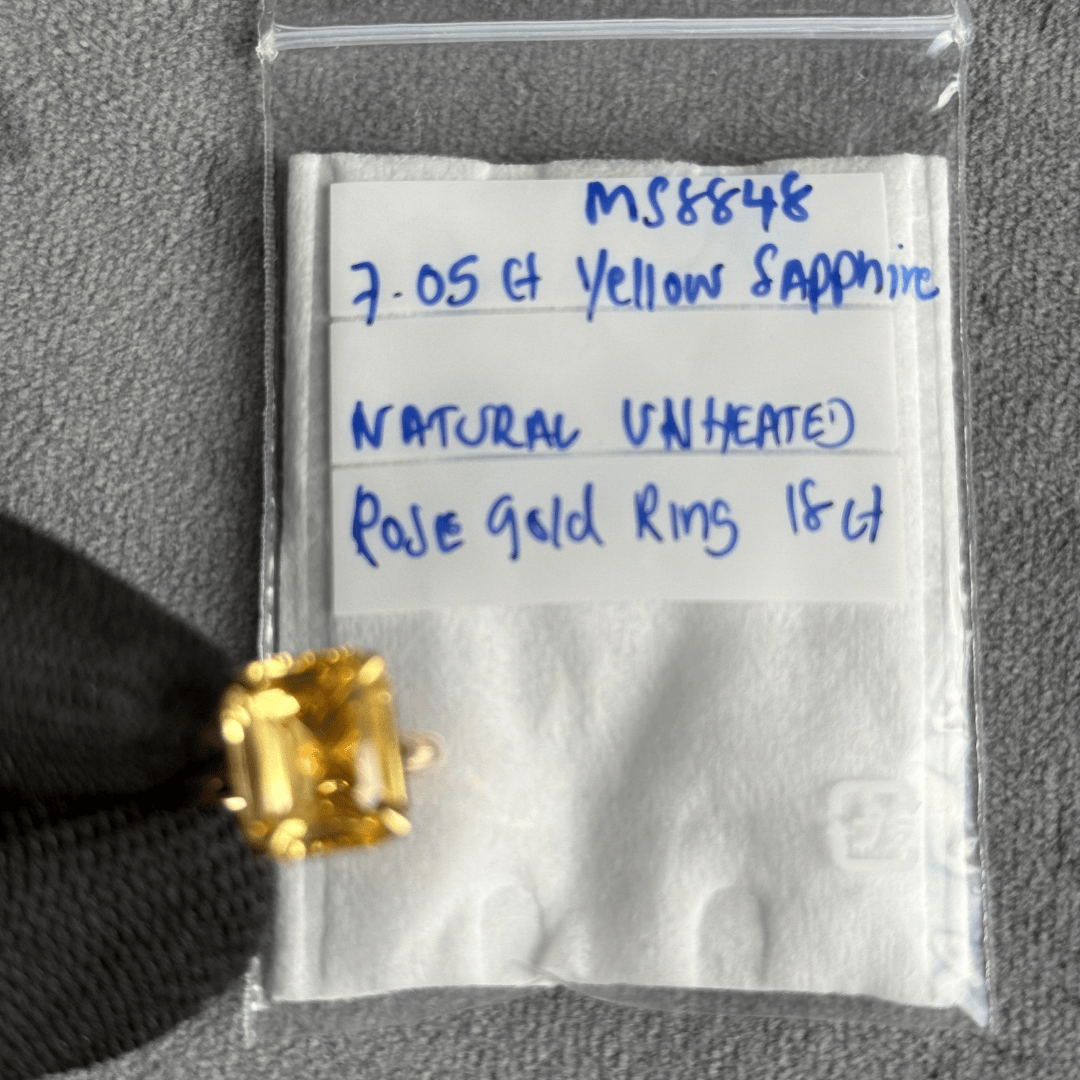 MS8848
7.05 ct Yellow Sapphire
NATURAL UNHEATED
Rose Gold Ring 18 ct